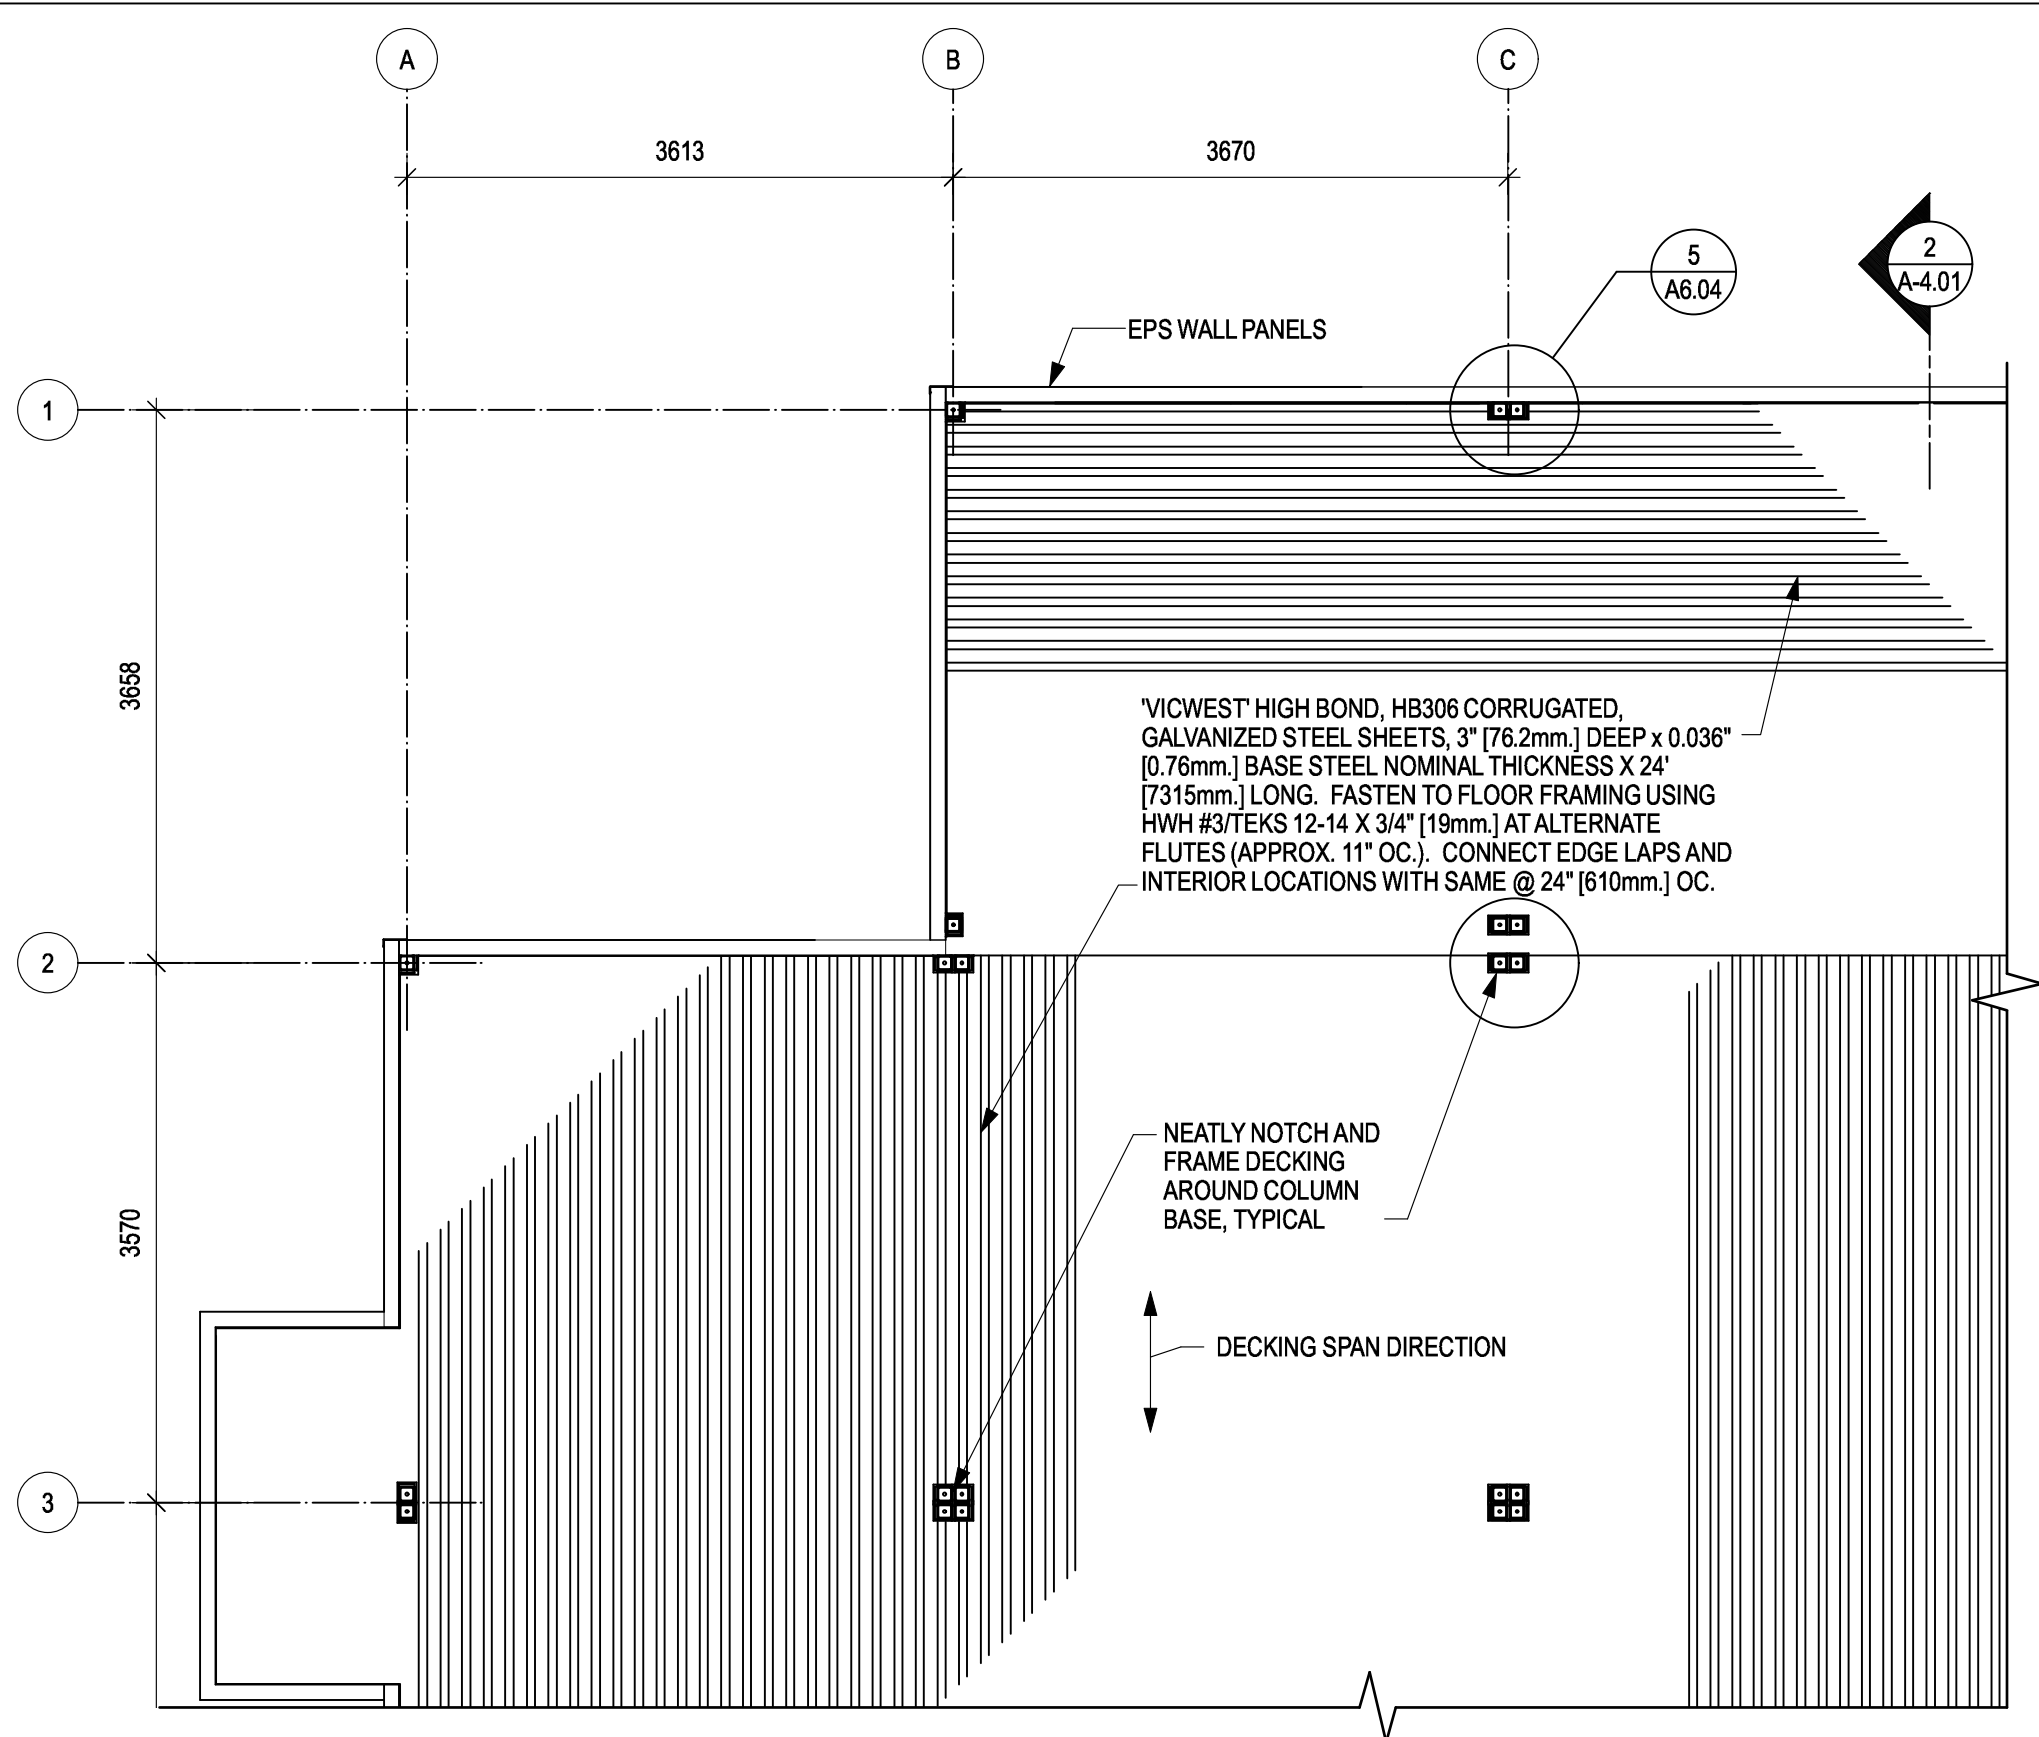 A
B
C
3613
3670
5
A6.04
2
A-4.01
EPS WALL PANELS
1
3658
'VICWEST' HIGH BOND, HB306 CORRUGATED,
GALVANIZED STEEL SHEETS, 3" [76.2mm.] DEEP x 0.036"
[0.76mm.] BASE STEEL NOMINAL THICKNESS X 24'
[7315mm.] LONG. FASTEN TO FLOOR FRAMING USING
HWH #3/TEKS 12-14 X 3/4" [19mm.] AT ALTERNATE
FLUTES (APPROX. 11" OC.). CONNECT EDGE LAPS AND
INTERIOR LOCATIONS WITH SAME @ 24" [610mm.] OC.
2
NEATLY NOTCH AND
FRAME DECKING
AROUND COLUMN
BASE, TYPICAL
3570
DECKING SPAN DIRECTION
3